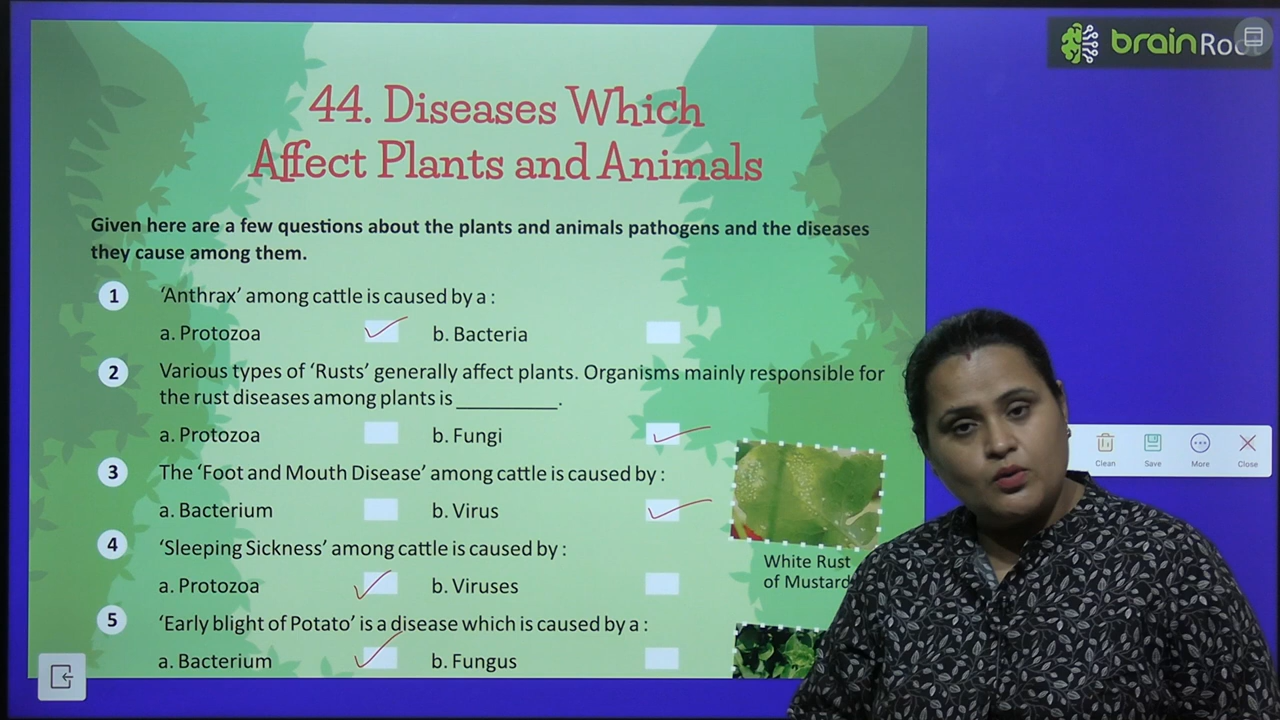 brainRoot
44. Diseases Which
Affect Plants and Animals
Given here are a few questions about the plants and animals pathogens and the diseases
they cause among them.
1 ‘Anthrax’ among cattle is caused by a :
a. Protozoa b. Bacteria
2 Various types of ‘Rusts’ generally affect plants. Organisms mainly responsible for
the rust diseases among plants is __________.
a. Protozoa b. Fungi
3 The ‘Foot and Mouth Disease’ among cattle is caused by :
a. Bacterium b. Virus
4 ‘Sleeping Sickness’ among cattle is caused by :
a. Protozoa b. Viruses
5 ‘Early blight of Potato’ is a disease which is caused by a :
a. Bacterium b. Fungus
White Rust
of Mustard
Clean Save More Close